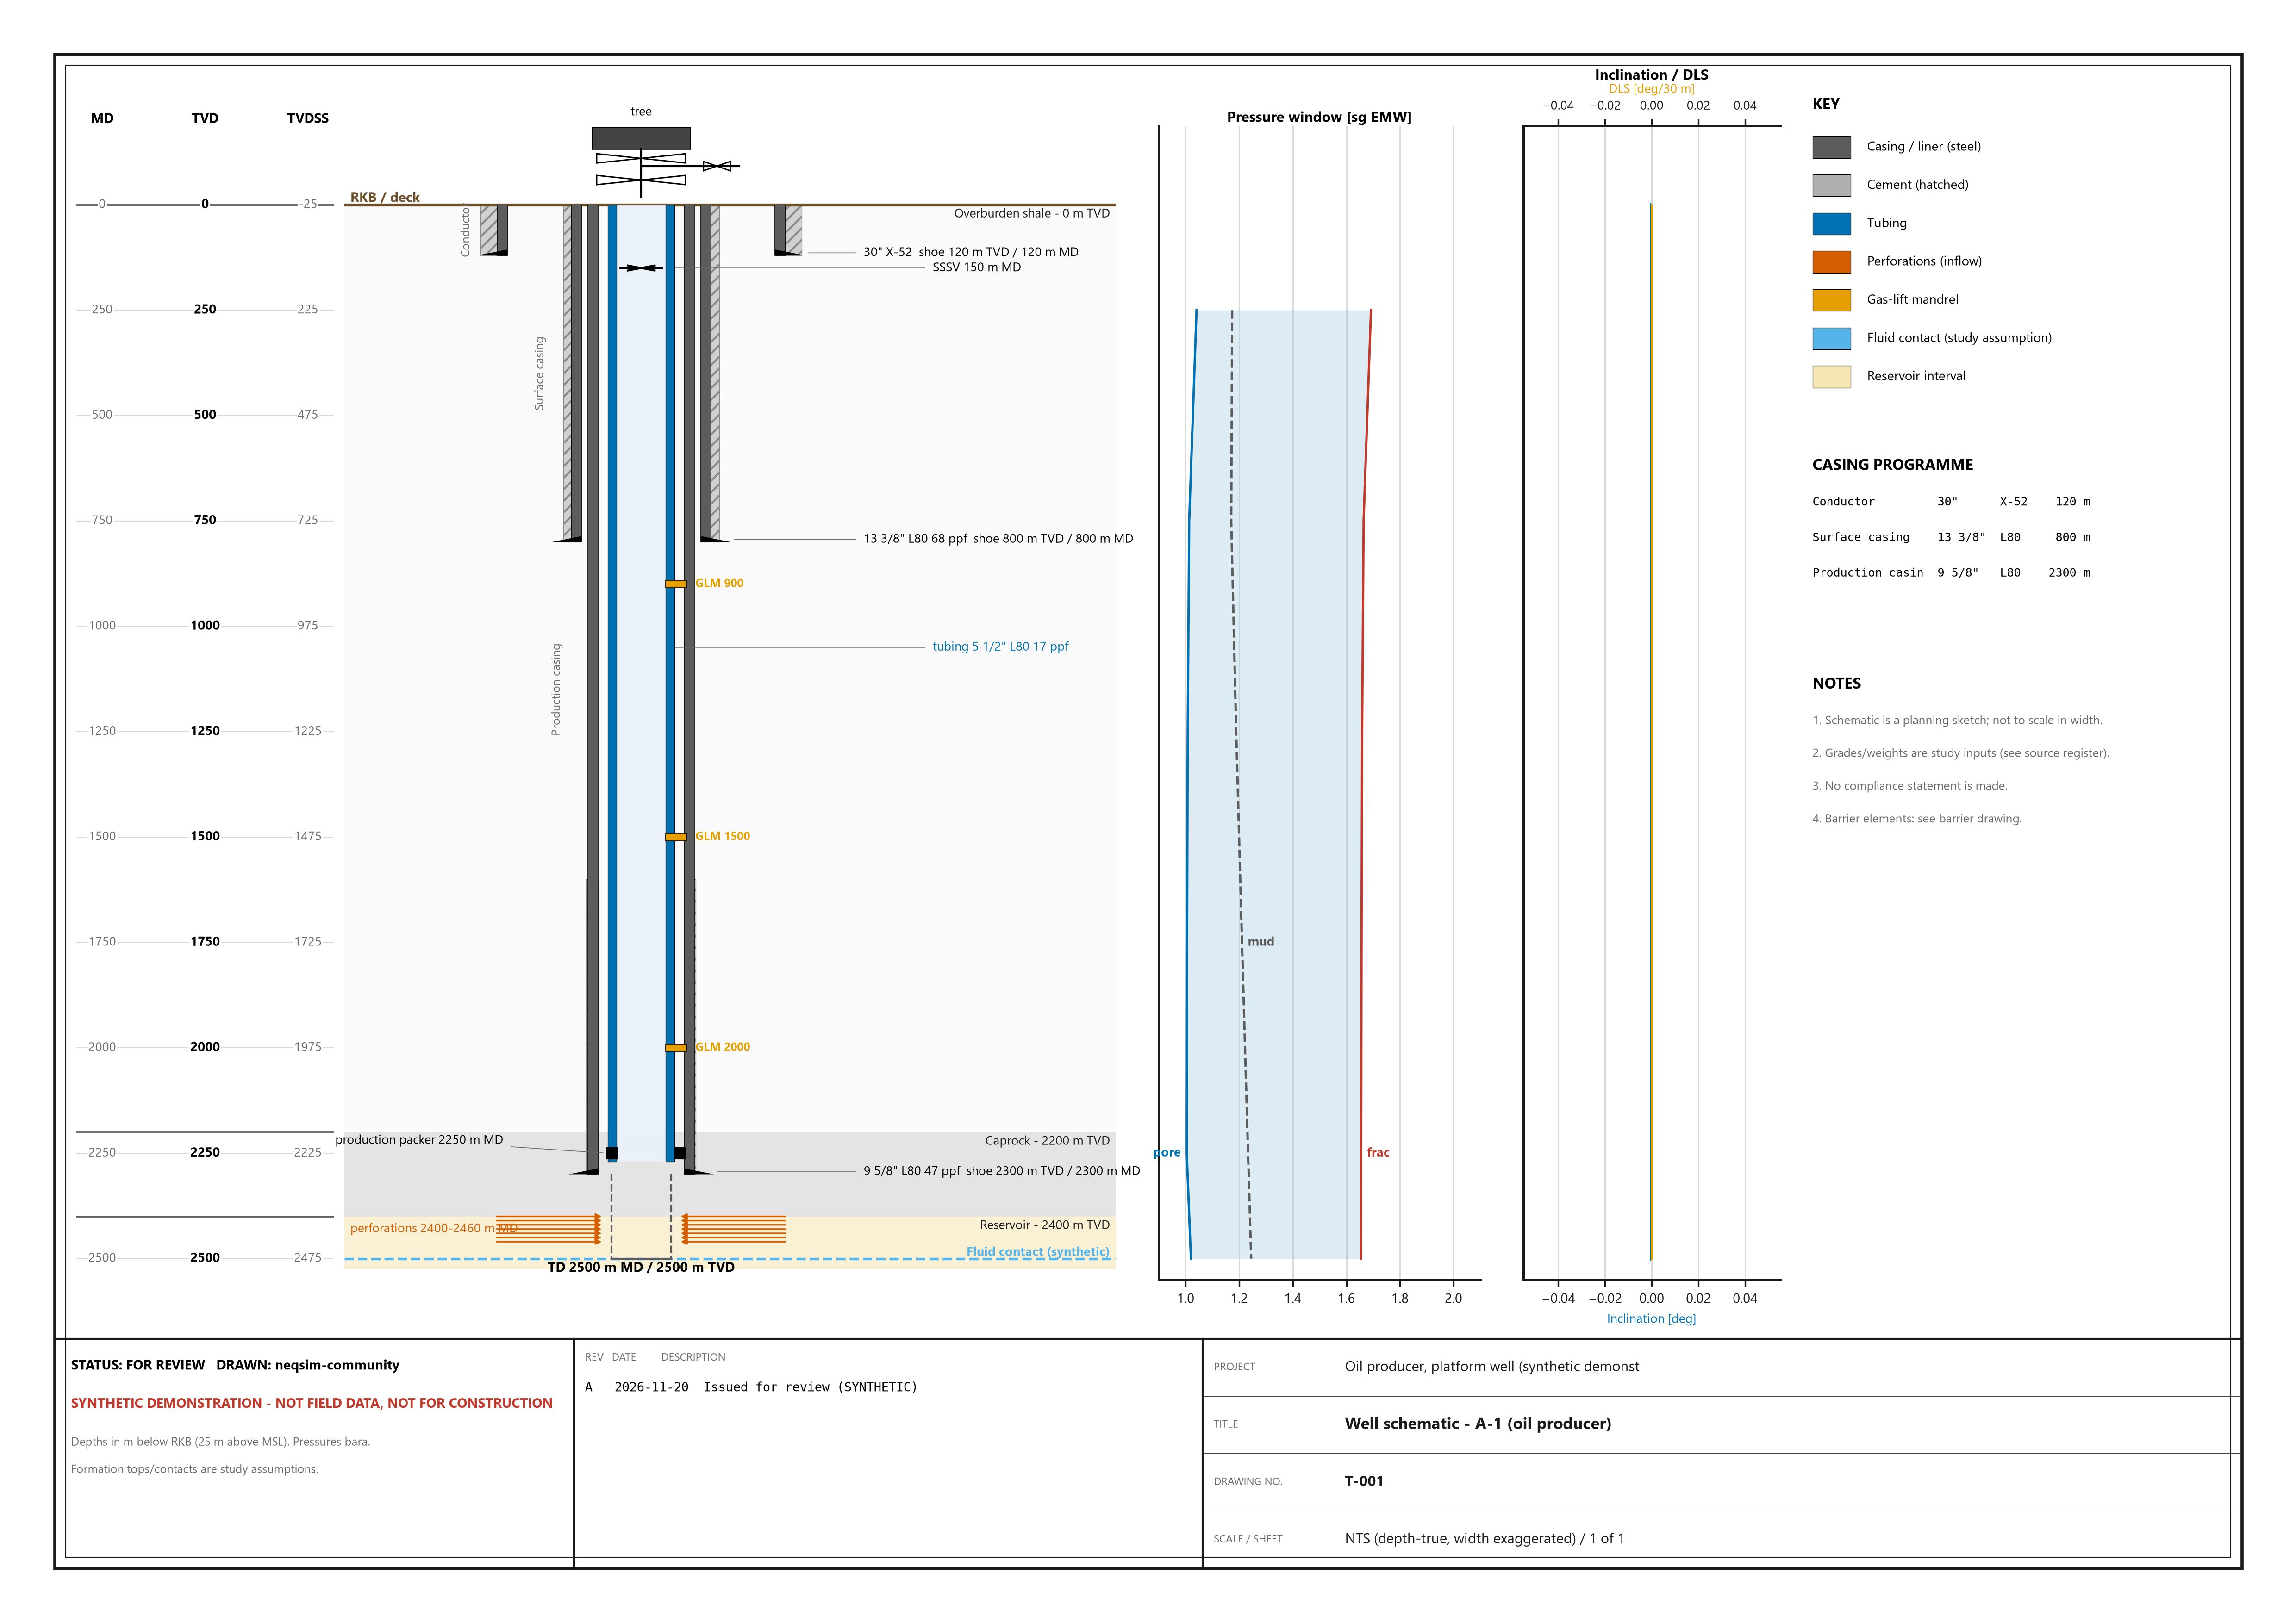 MD TVD TVDSS
0 0 -25
250 250 225
500 500 475
750 750 725
1000 1000 975
1250 1250 1225
1500 1500 1475
1750 1750 1725
2000 2000 1975
2250 2250 2225
2500 2500 2475
tree
RKB / deck
Overburden shale - 0 m TVD
Conducto
30" X-52 shoe 120 m TVD / 120 m MD
SSSV 150 m MD
Surface casing
13 3/8" L80 68 ppf shoe 800 m TVD / 800 m MD
GLM 900
tubing 5 1/2" L80 17 ppf
Production casing
GLM 1500
GLM 2000
production packer 2250 m MD
Caprock - 2200 m TVD
9 5/8" L80 47 ppf shoe 2300 m TVD / 2300 m MD
perforations 2400-2460 m MD
Reservoir - 2400 m TVD
Fluid contact (synthetic)
TD 2500 m MD / 2500 m TVD
Pressure window [sg EMW]
mud
pore
frac
1.0 1.2 1.4 1.6 1.8 2.0
Inclination / DLS
DLS [deg/30 m]
−0.04 −0.02 0.00 0.02 0.04
−0.04 −0.02 0.00 0.02 0.04
Inclination [deg]
KEY
Casing / liner (steel)
Cement (hatched)
Tubing
Perforations (inflow)
Gas-lift mandrel
Fluid contact (study assumption)
Reservoir interval
CASING PROGRAMME
Conductor 30" X-52 120 m
Surface casing 13 3/8" L80 800 m
Production casin 9 5/8" L80 2300 m
NOTES
1. Schematic is a planning sketch; not to scale in width.
2. Grades/weights are study inputs (see source register).
3. No compliance statement is made.
4. Barrier elements: see barrier drawing.
STATUS: FOR REVIEW DRAWN: neqsim-community
SYNTHETIC DEMONSTRATION - NOT FIELD DATA, NOT FOR CONSTRUCTION
Depths in m below RKB (25 m above MSL). Pressures bara.
Formation tops/contacts are study assumptions.
REV DATE DESCRIPTION
A 2026-11-20 Issued for review (SYNTHETIC)
PROJECT Oil producer, platform well (synthetic demonst
TITLE Well schematic - A-1 (oil producer)
DRAWING NO. T-001
SCALE / SHEET NTS (depth-true, width exaggerated) / 1 of 1